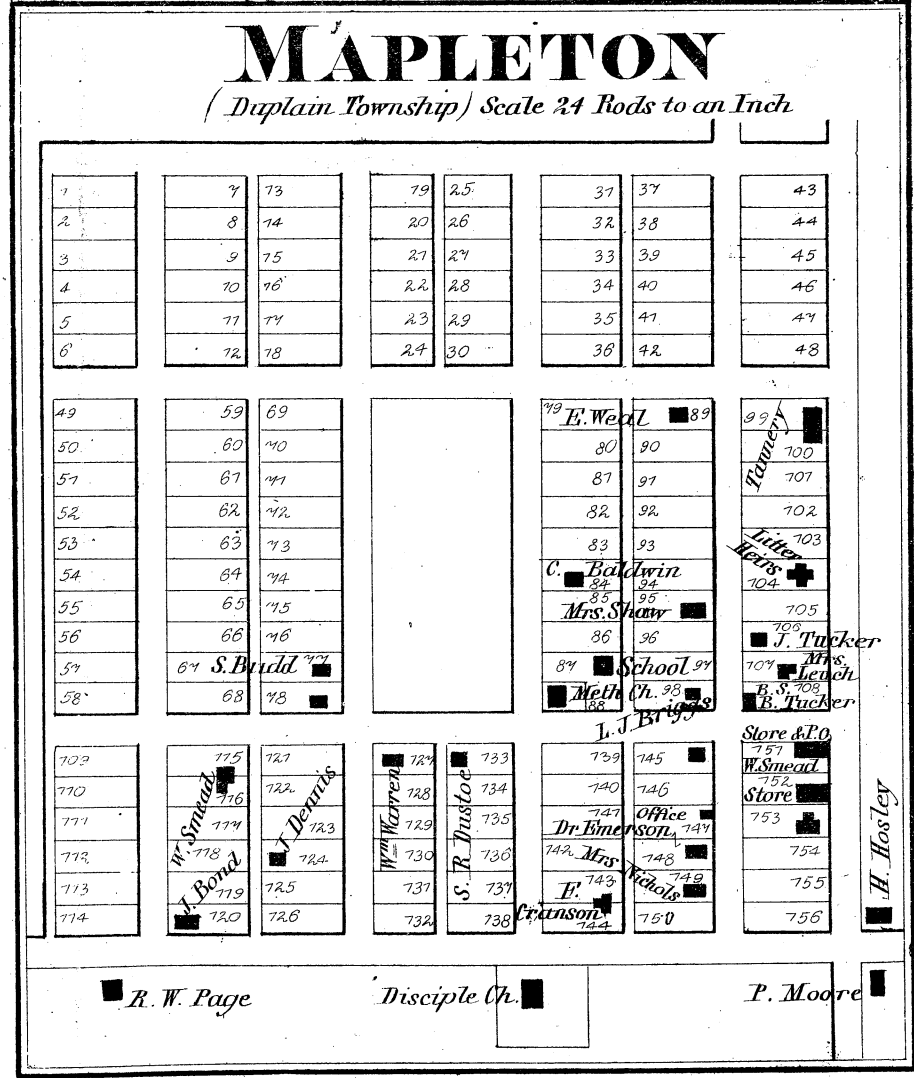 MAPLETON
(Duplain Township) Scale 24 Rods to an Inch
1 7 13 19 25 31 37 43
2 8 14 20 26 32 38 44
3 9 15 21 27 33 39 45
4 10 16 22 28 34 40 46
5 11 17 23 29 35 41 47
6 12 18 24 30 36 42 48
49 59 69 79 E. Weal 89 99
50 60 70 80 90 100
Tannery
51 61 71 81 91 101
52 62 72 82 92 102
53 63 73 83 93 103
Litter
Heirs
C. Baldwin
54 64 74 84 94 104
55 65 75 85 95 105
Mrs. Shaw
56 66 76 86 96 106
J. Tucker
57 67 S. Budd 77 87 School 97 107 Mrs.
Leuch
58 68 78 88 Meth Ch. 98 B.S. 108
B. Tucker
L. J. Briggs
Store & P.O.
109 115 121 127 133 139 145 151
W. Smead
110 116 122 128 134 140 146 152
Store
W. Smead
J. Dennis
Wm Warren
S. R. Dustoe
111 117 123 129 135 141 Office 147 153
Dr Emerson
112 118 124 130 136 142 148 154
Mrs Nichols
113 119 125 131 137 143 149 155
J. Bond
F.
Cranson
114 120 126 132 138 144 150 156
H. Hosley
R. W. Page
Disciple Ch.
P. Moore